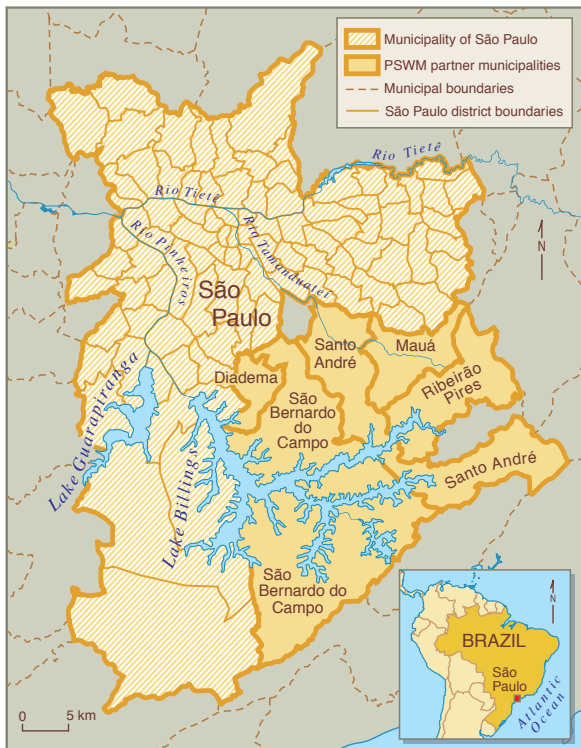 Municipality of São Paulo
PSWM partner municipalities
Municipal boundaries
São Paulo district boundaries
Rio Tietê
Rio Tietê
Rio Pinheiros
Rio Tamanduateí
N
São
Paulo
Santo
André
Mauá
Diadema
Ribeirão
Pires
São
Bernardo
do
Campo
Lake Guarapiranga
Lake Billings
Santo André
São
Bernardo do
Campo
0 5 km
N
BRAZIL
São
Paulo
Atlantic
Ocean